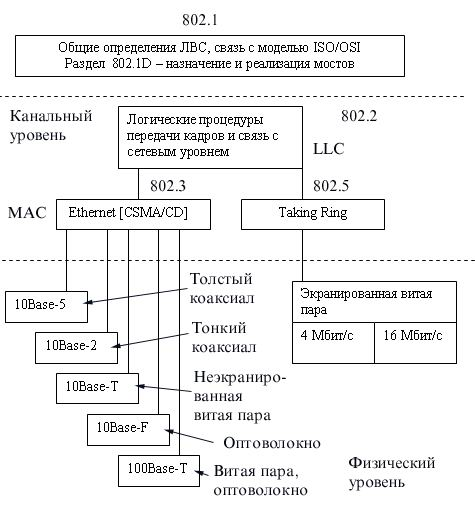 802.1
Общие определения ЛВС, связь с моделью ISO/OSI
Раздел 802.1D – назначение и реализация мостов
Канальный
уровень
Логические процедуры
передачи кадров и связь с
сетевым уровнем
802.2
LLC
802.3
802.5
MAC
Ethernet [CSMA/CD]
Taking Ring
Толстый
коаксиал
10Base-5
Экранированная витая
пара
4 Мбит/с
16 Мбит/с
Тонкий
коаксиал
10Base-2
Неэкраниро-
ванная
витая пара
10Base-T
10Base-F
Оптоволокно
100Base-T
Витая пара,
оптоволокно
Физический
уровень